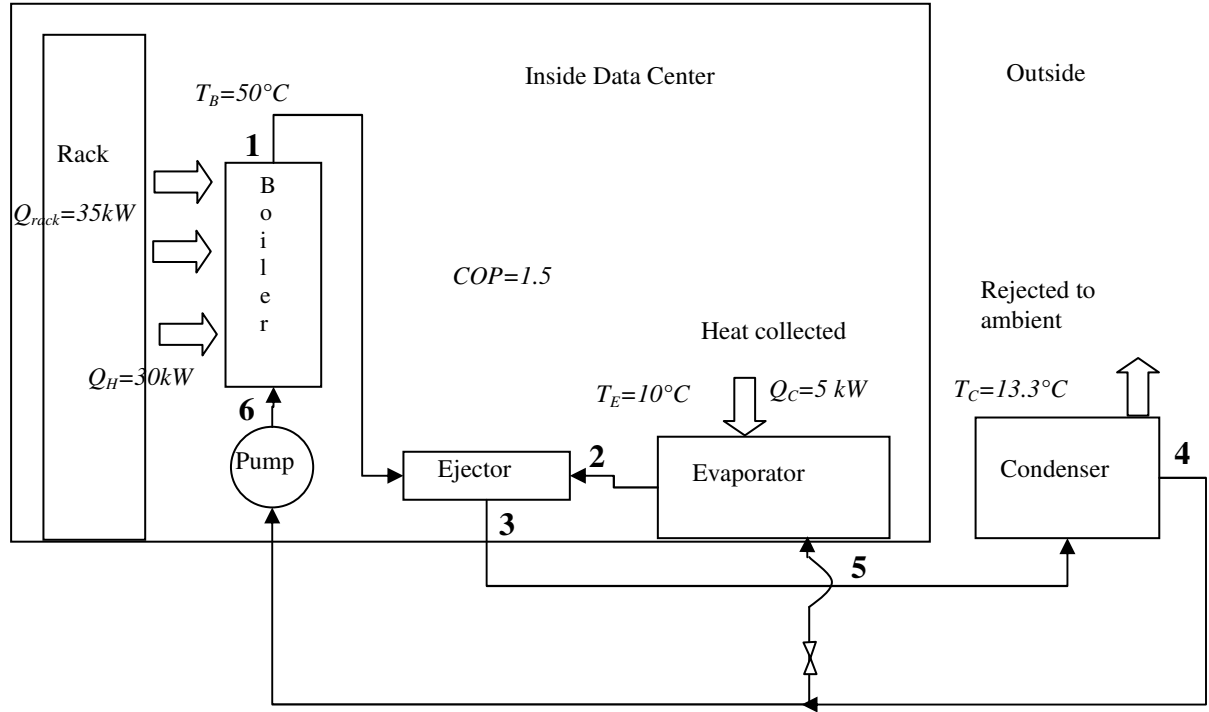 Inside Data Center
Outside
T_B=50°C
1
Rack
Boiler
Q_rack=35kW
COP=1.5
Rejected to
ambient
Heat collected
Q_H=30kW
T_E=10°C
Q_C=5 kW
T_C=13.3°C
6
Pump
Ejector
2
Evaporator
Condenser
4
3
5